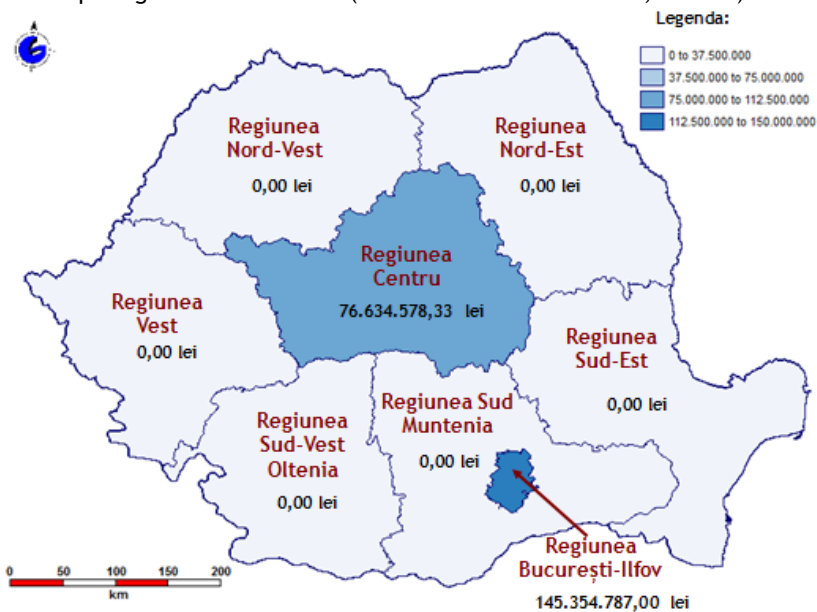 Legenda:
0 to 37.500.000
37.500.000 to 75.000.000
75.000.000 to 112.500.000
112.500.000 to 150.000.000
Regiunea
Nord-Vest
0,00 lei
Regiunea
Nord-Est
0,00 lei
Regiunea
Centru
76.634.578,33 lei
Regiunea
Vest
0,00 lei
Regiunea
Sud-Est
0,00 lei
Regiunea
Sud-Vest
Oltenia
0,00 lei
Regiunea Sud
Muntenia
0,00 lei
Regiunea
București-Ilfov
145.354.787,00 lei
0 50 100 150 200
km